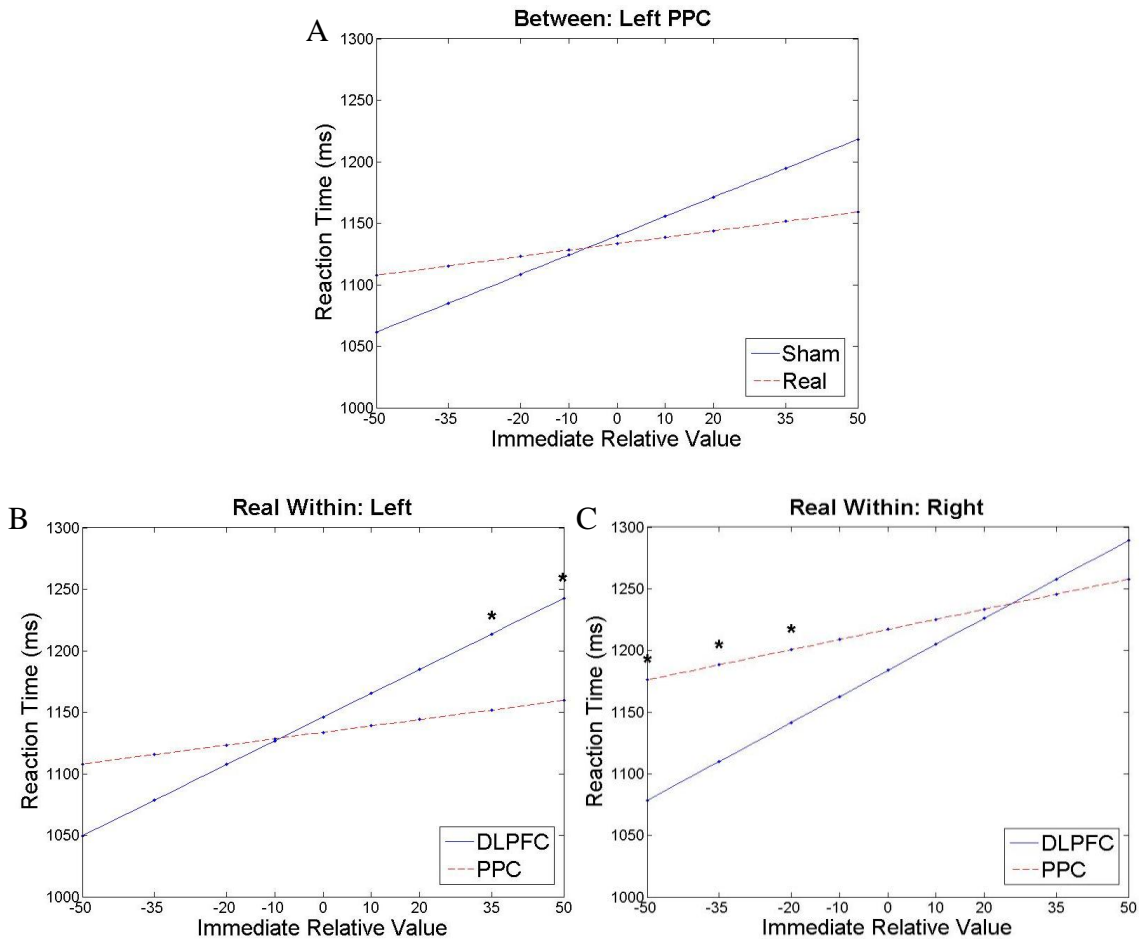 A
Between: Left PPC
Reaction Time (ms)
1300
1250
1200
1150
1100
1050
1000
-50 -35 -20 -10 0 10 20 35 50
Immediate Relative Value
Sham
Real
B
Real Within: Left
Reaction Time (ms)
1300
1250
1200
1150
1100
1050
1000
* *
-50 -35 -20 -10 0 10 20 35 50
Immediate Relative Value
DLPFC
PPC
C
Real Within: Right
Reaction Time (ms)
1300
1250
1200
1150
1100
1050
1000
* * *
-50 -35 -20 -10 0 10 20 35 50
Immediate Relative Value
DLPFC
PPC